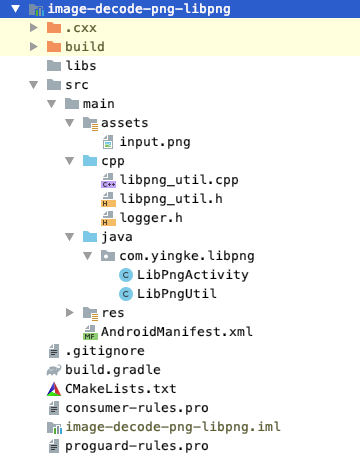 image-decode-png-libpng
.cxx
build
libs
src
main
assets
input.png
cpp
libpng_util.cpp
libpng_util.h
logger.h
java
com.yingke.libpng
LibPngActivity
LibPngUtil
res
AndroidManifest.xml
.gitignore
build.gradle
CMakeLists.txt
consumer-rules.pro
image-decode-png-libpng.iml
proguard-rules.pro